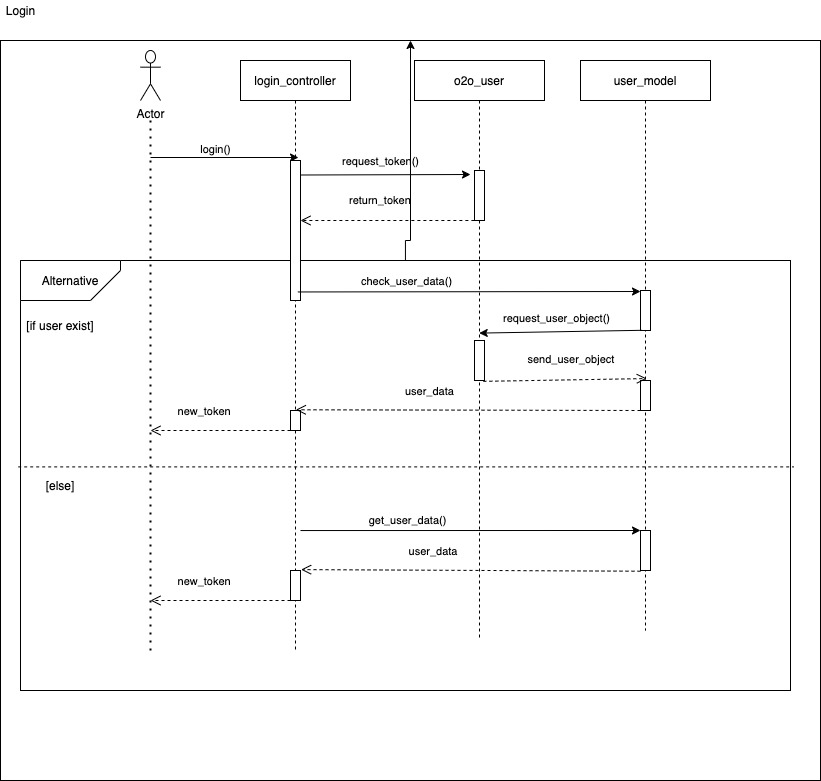 Login
login_controller
o2o_user
user_model
Actor
login()
request_token()
return_token
Alternative
check_user_data()
[if user exist]
request_user_object()
send_user_object
user_data
new_token
[else]
get_user_data()
user_data
new_token